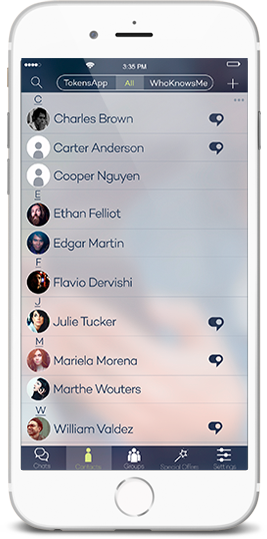 3:35 PM
TokensApp All WhoKnowsMe
C
Charles Brown
Carter Anderson
Cooper Nguyen
E
Ethan Felliot
Edgar Martin
F
Flavio Dervishi
J
Julie Tucker
M
Mariela Morena
Marthe Wouters
W
William Valdez
Chats Contacts Groups Special Offers Settings